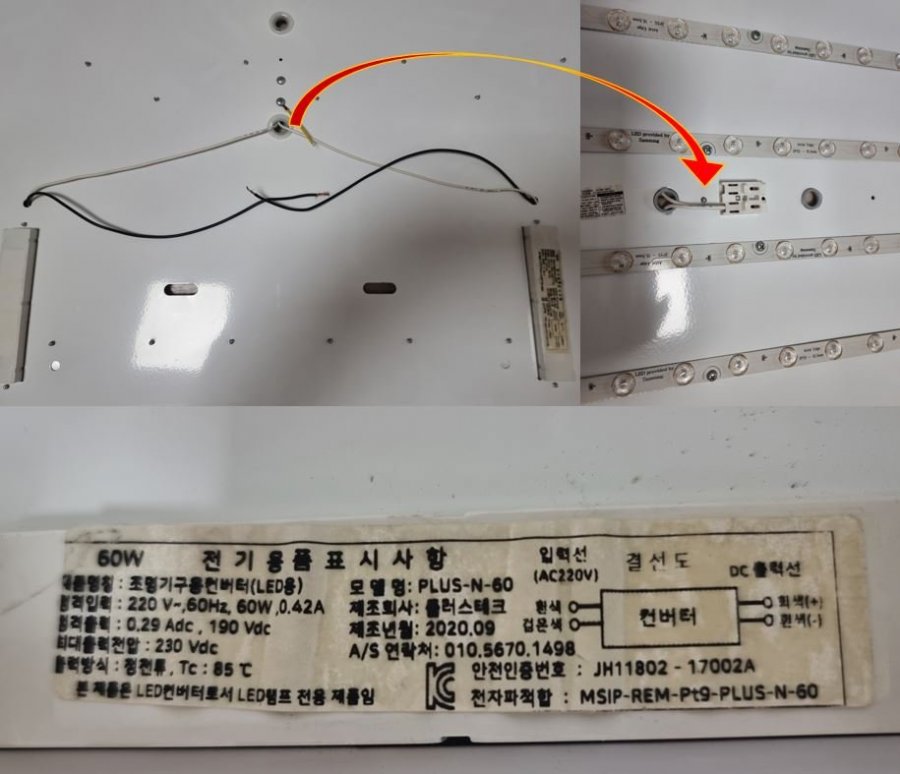 LED provided by
Samsung
60W 전기용품표시사항
제품명칭 : 조명기구용컨버터(LED용)
정격입력 : 220 V~,60Hz, 60W,0.42A
정격출력 : 0.29 Adc , 190 Vdc
최대출력전압 : 230 Vdc
출력방식 : 정전류, Tc : 85 ℃
본 제품은 LED컨버터로서 LED램프 전용 제품임
모델명: PLUS-N-60
제조회사: 플러스테크
제조년월: 2020.09
A/S 연락처: 010.5670.1498
안전인증번호 : JH11802 - 17002A
전자파적합 : MSIP-REM-Pt9-PLUS-N-60
입력선 결선도 DC 출력선
(AC220V)
흰색 컨버터 회색(+)
검은색 흰색(-)